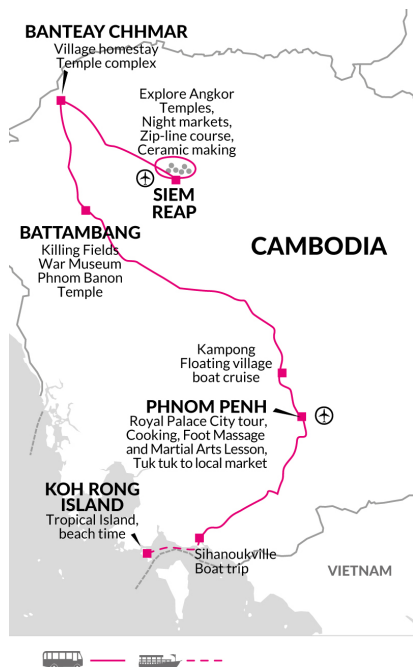 BANTEAY CHHMAR
Village homestay
Temple complex
Explore Angkor
Temples,
Night markets,
Zip-line course,
Ceramic making
SIEM
REAP
BATTAMBANG
Killing Fields
War Museum
Phnom Banon
Temple
CAMBODIA
Kampong
Floating village
boat cruise
PHNOM PENH
Royal Palace City tour,
Cooking, Foot Massage
and Martial Arts Lesson,
Tuk tuk to local market
KOH RONG
ISLAND
Tropical Island,
beach time
Sihanoukville
Boat trip
VIETNAM